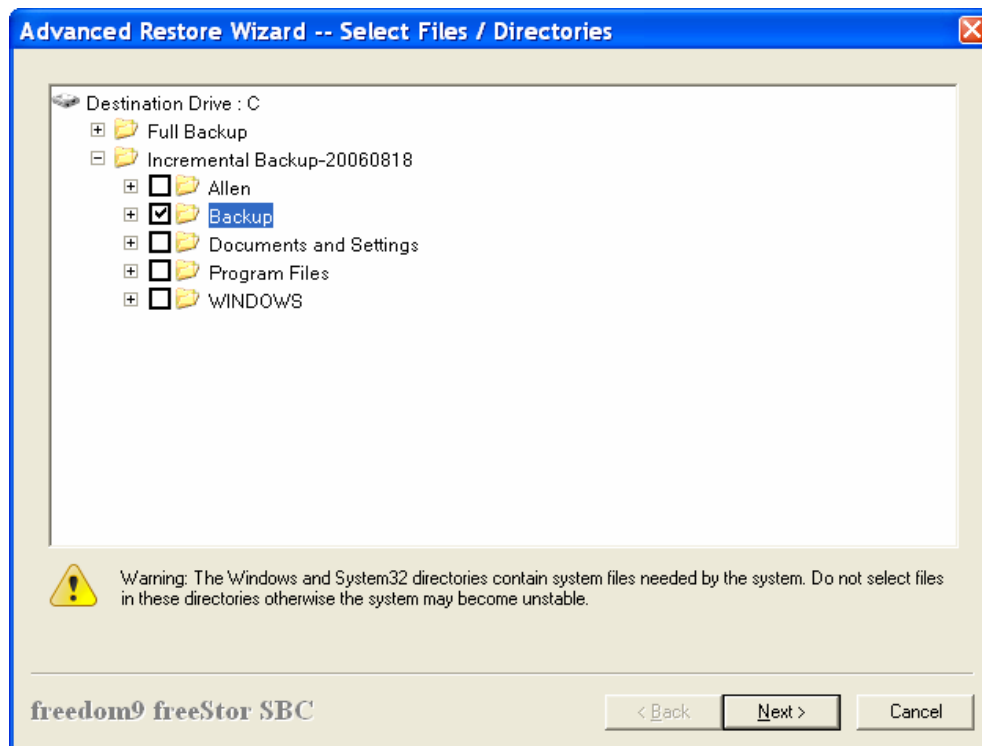 Advanced Restore Wizard -- Select Files / Directories
Destination Drive : C
Full Backup
Incremental Backup-20060818
Allen
Backup
Documents and Settings
Program Files
WINDOWS
Warning: The Windows and System32 directories contain system files needed by the system. Do not select files
in these directories otherwise the system may become unstable.
freedom9 freeStor SBC
< Back
Next >
Cancel